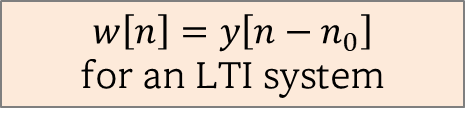 w[n] = y[n − n₀]
for an LTI system